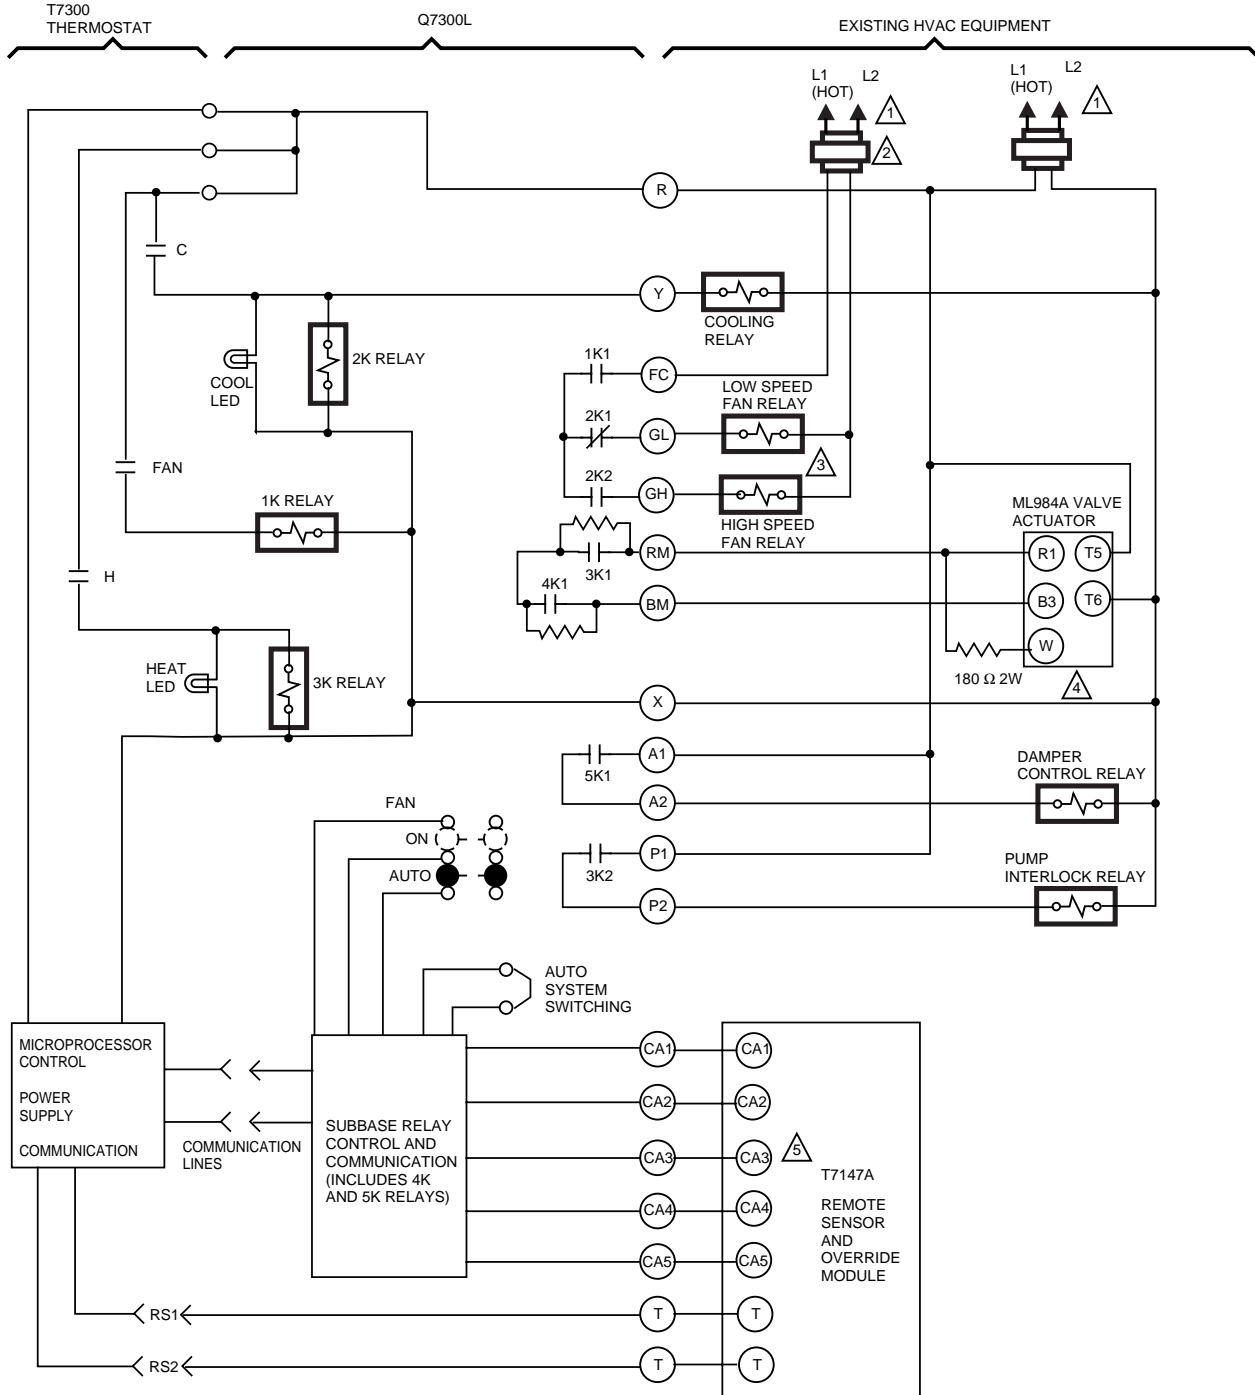 T7300
THERMOSTAT
Q7300L
EXISTING HVAC EQUIPMENT
L1
(HOT)
L2
1
2
L1
(HOT)
L2
1
R
C
Y
COOLING
RELAY
2K RELAY
COOL
LED
1K1
FC
LOW SPEED
FAN RELAY
2K1
GL
3
FAN
2K2
GH
HIGH SPEED
FAN RELAY
1K RELAY
ML984A VALVE
ACTUATOR
RM
3K1
R1
T5
H
4K1
BM
B3
T6
W
180 Ω 2W
4
HEAT
LED
3K RELAY
X
A1
5K1
A2
DAMPER
CONTROL RELAY
FAN
ON
AUTO
P1
3K2
P2
PUMP
INTERLOCK RELAY
AUTO
SYSTEM
SWITCHING
MICROPROCESSOR
CONTROL
POWER
SUPPLY
COMMUNICATION
COMMUNICATION
LINES
SUBBASE RELAY
CONTROL AND
COMMUNICATION
(INCLUDES 4K
AND 5K RELAYS)
CA1
CA1
CA2
CA2
CA3
CA3
5
CA4
CA4
CA5
CA5
T7147A
REMOTE
SENSOR
AND
OVERRIDE
MODULE
RS1
T
T
RS2
T
T